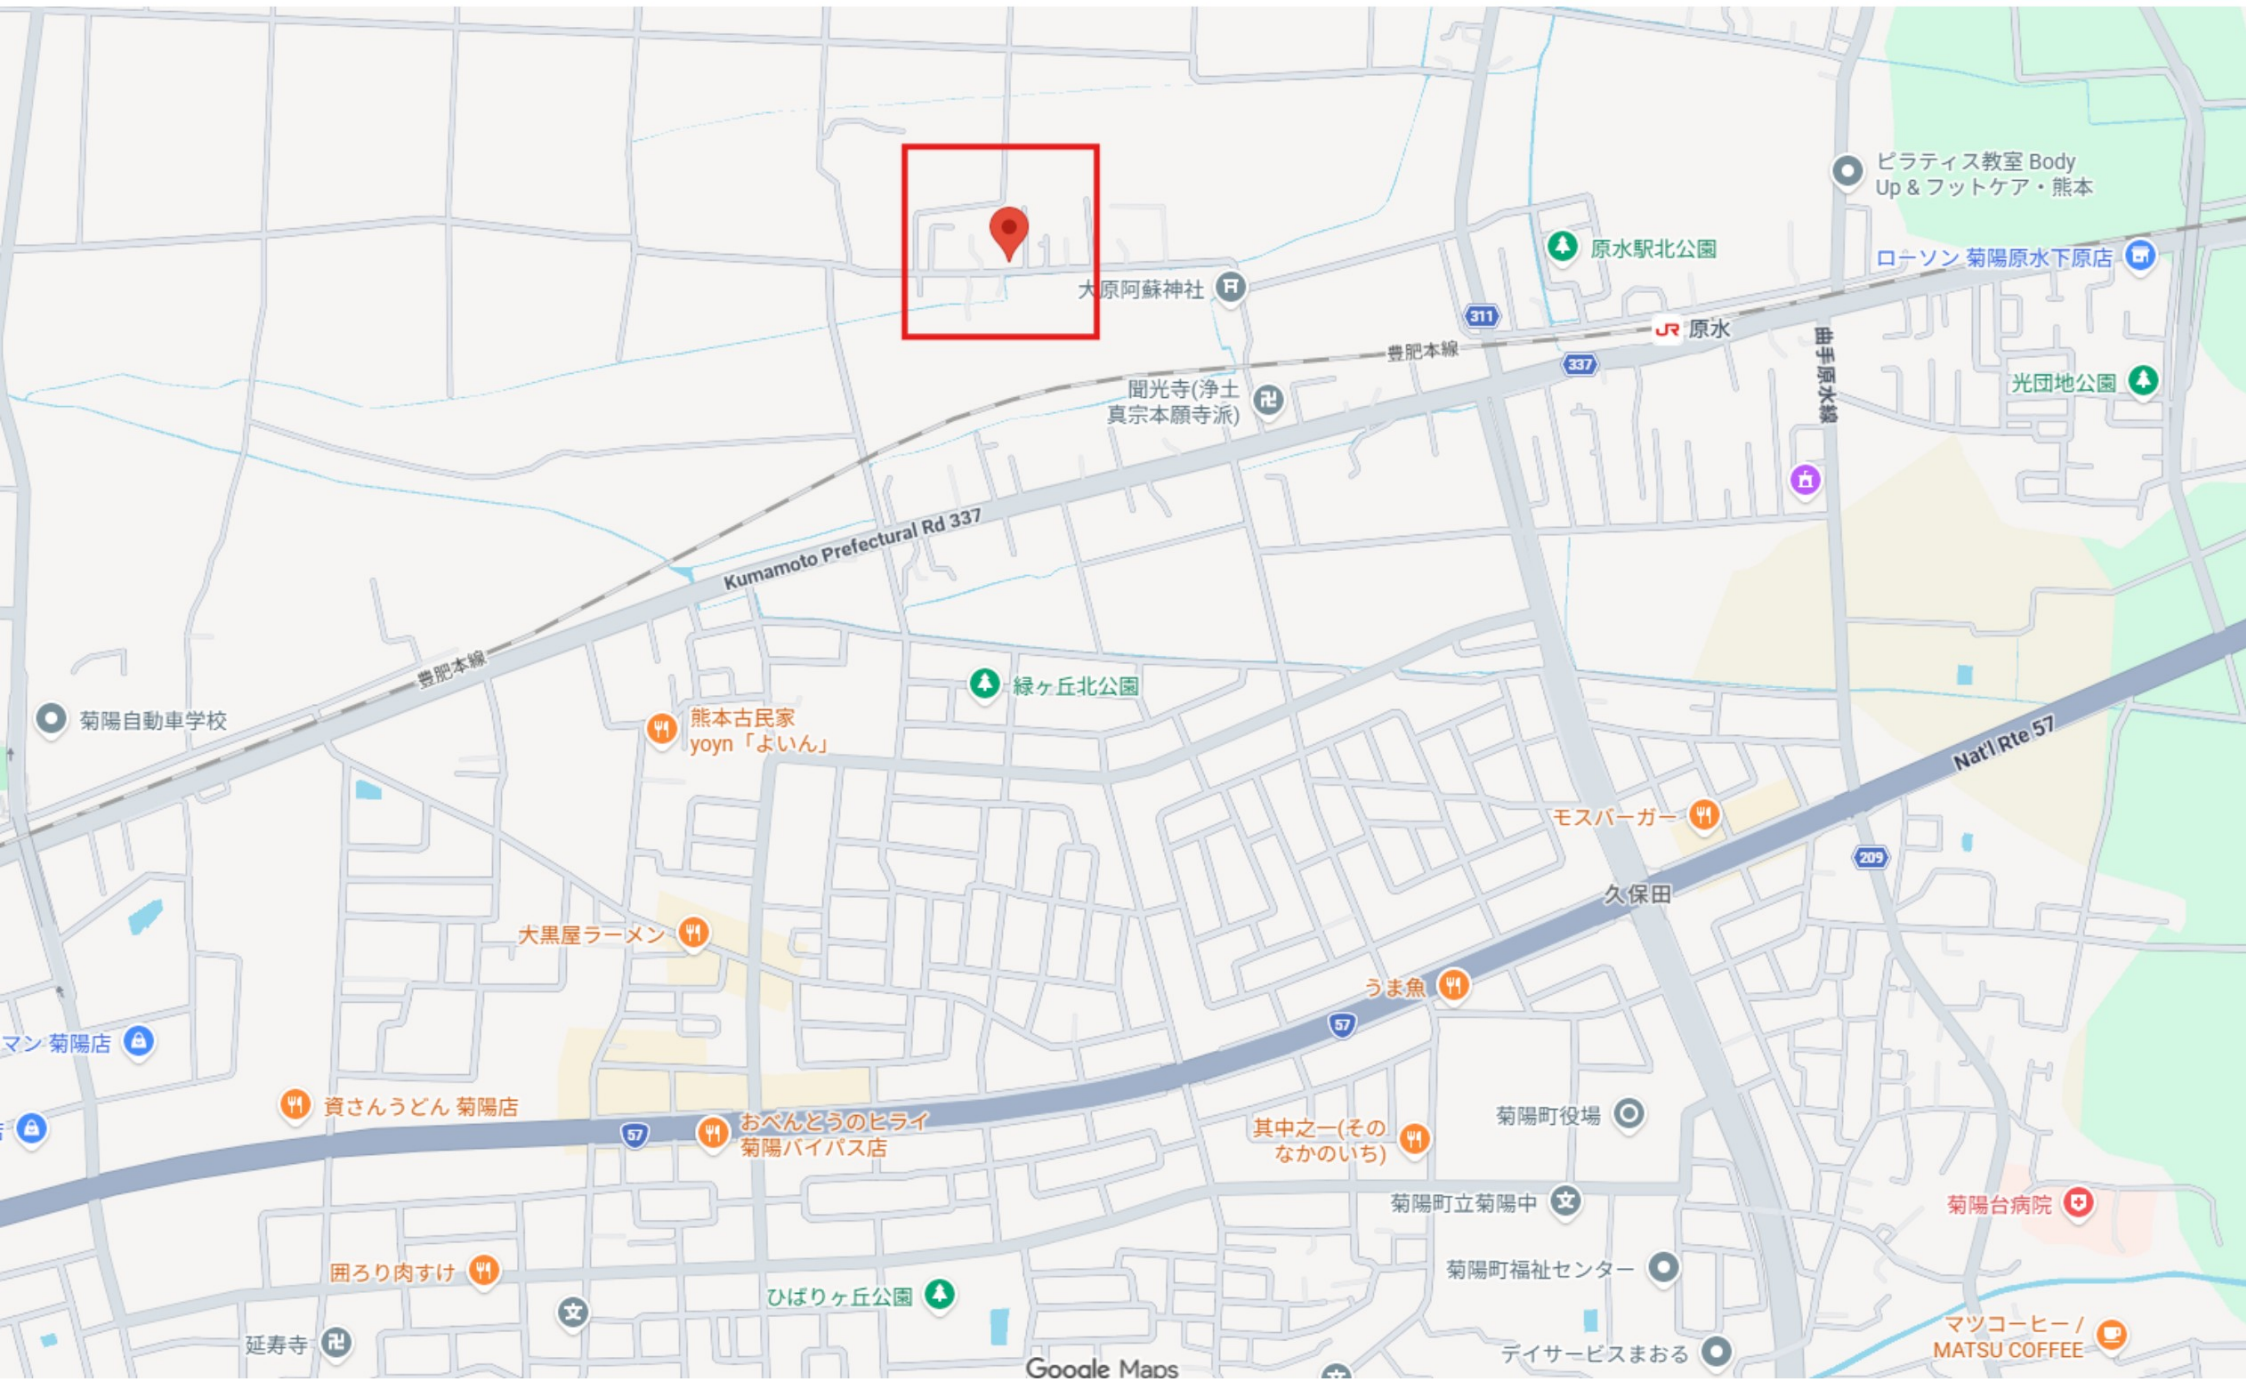 ピラティス教室 Body
Up & フットケア・熊本
原水駅北公園
ローソン 菊陽原水下原店
大原阿蘇神社
311
JR 原水
豊肥本線
337
曲手原水線
光団地公園
聞光寺(浄土
真宗本願寺派)
Kumamoto Prefectural Rd 337
豊肥本線
緑ヶ丘北公園
菊陽自動車学校
熊本古民家
yoyn「よいん」
Nat'l Rte 57
モスバーガー
209
久保田
大黒屋ラーメン
うま魚
57
マン 菊陽店
資さんうどん 菊陽店
おべんとうのヒライ
菊陽バイパス店
57
菊陽町役場
其中之一(その
なかのいち)
菊陽町立菊陽中
菊陽台病院
囲ろり肉すけ
菊陽町福祉センター
ひばりヶ丘公園
延寿寺
マツコーヒー /
MATSU COFFEE
デイサービスまおる
Google Maps